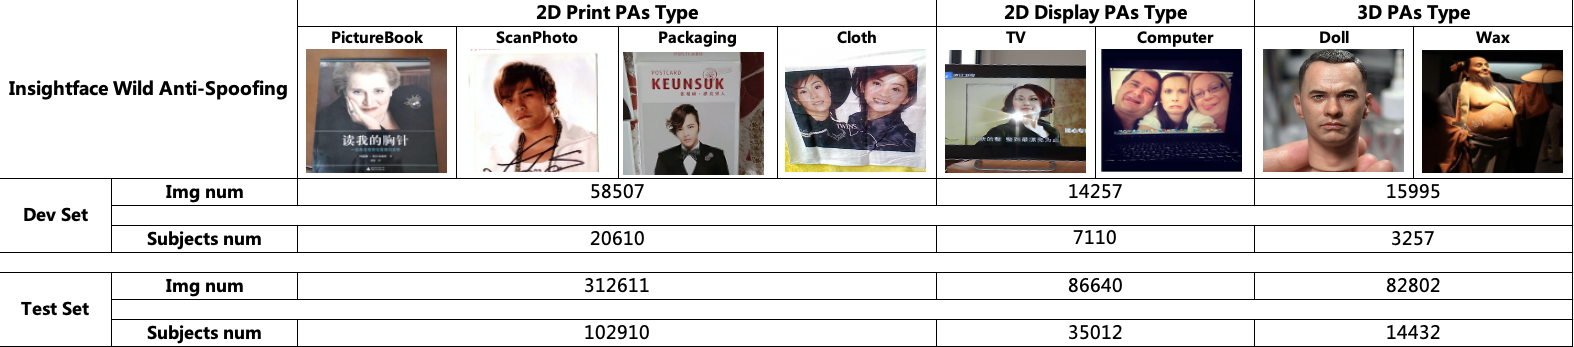 2D Print PAs Type 2D Display PAs Type 3D PAs Type
PictureBook ScanPhoto Packaging Cloth TV Computer Doll Wax
Insightface Wild Anti-Spoofing
读我的胸针
POSTCARD
KEUNSUK
TWINS
Dev Set
Img num 58507 14257 15995
Subjects num 20610 7110 3257
Test Set
Img num 312611 86640 82802
Subjects num 102910 35012 14432